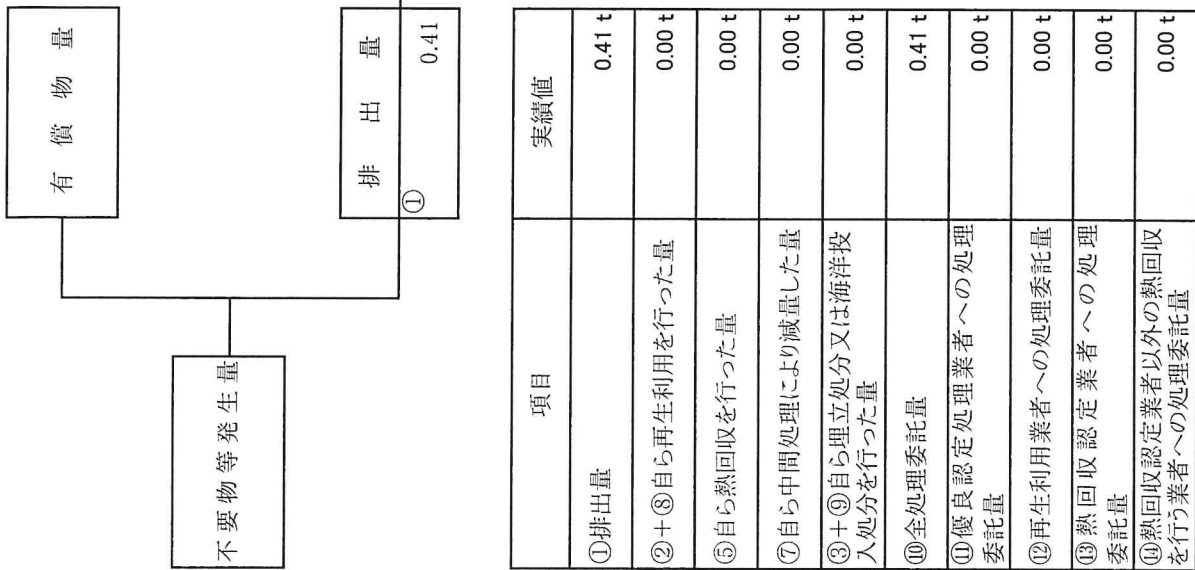 有償物量
不要物等発生量
排出量
① 0.41
項目 実績値
①排出量 0.41 t
②+⑧自ら再生利用を行った量 0.00 t
⑤自ら熱回収を行った量 0.00 t
⑦自ら中間処理により減量した量 0.00 t
③+⑨自ら埋立処分又は海洋投
入処分を行った量 0.00 t
⑩全処理委託量 0.41 t
⑪優良認定処理業者への処理
委託量 0.00 t
⑫再生利用業者への処理委託量 0.00 t
⑬熱回収認定業者への処理
委託量 0.00 t
⑭熱回収認定業者以外の熱回収
を行う業者への処理委託量 0.00 t